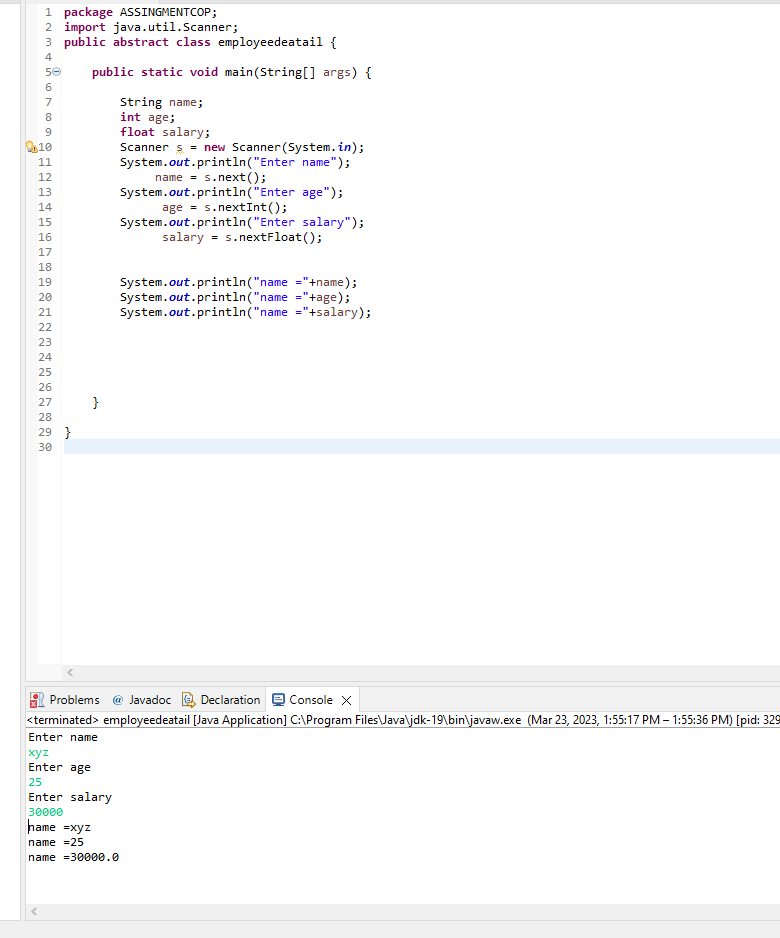 1 package ASSINGMENTCOP;
2 import java.util.Scanner;
3 public abstract class employeedeatail {
4
5 public static void main(String[] args) {
6
7 String name;
8 int age;
9 float salary;
10 Scanner s = new Scanner(System.in);
11 System.out.println("Enter name");
12 name = s.next();
13 System.out.println("Enter age");
14 age = s.nextInt();
15 System.out.println("Enter salary");
16 salary = s.nextFloat();
17
18
19 System.out.println("name ="+name);
20 System.out.println("name ="+age);
21 System.out.println("name ="+salary);
22
23
24
25
26
27 }
28
29 }
30
Problems @ Javadoc Declaration Console
<terminated> employeedeatail [Java Application] C:\Program Files\Java\jdk-19\bin\javaw.exe (Mar 23, 2023, 1:55:17 PM – 1:55:36 PM) [pid: 329
Enter name
xyz
Enter age
25
Enter salary
30000
name =xyz
name =25
name =30000.0